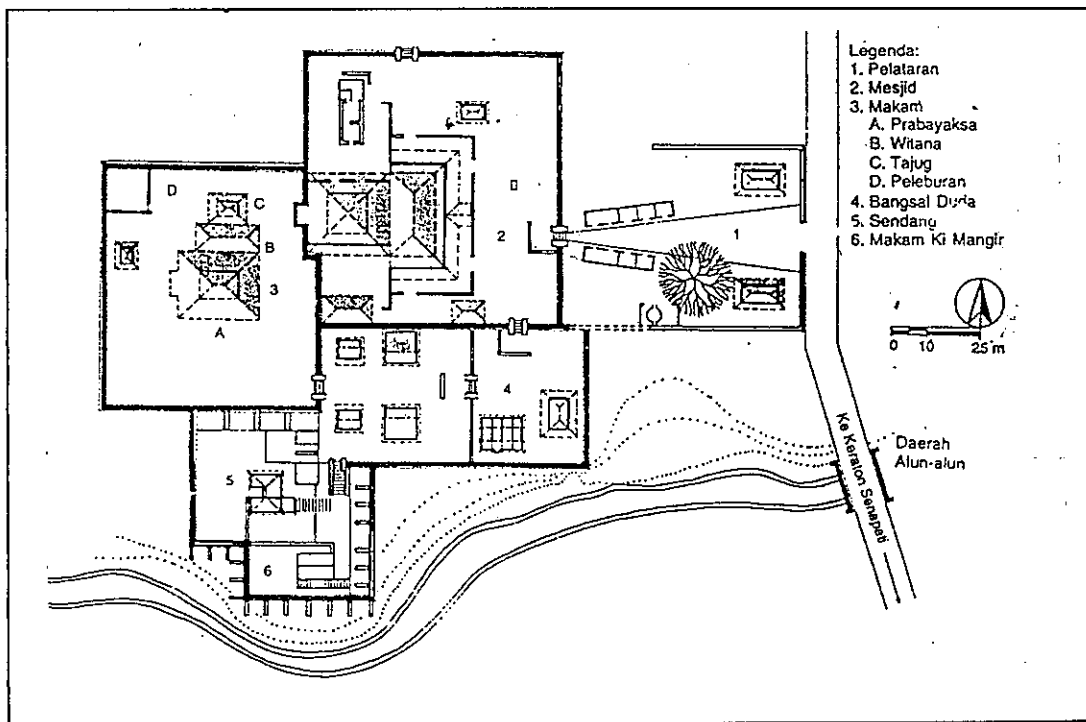 Legenda:
1. Pelataran
2. Mesjid
3. Makam
A. Prabayaksa
B. Witana
C. Tajug
D. Peleburan
4. Bangsal Duda
5. Sendang
6. Makam Ki Mangir
0 10 25 m
D
C
B
3
A
2
1
4
5
6
Daerah
Alun-alun
Ke Keraton Senapati